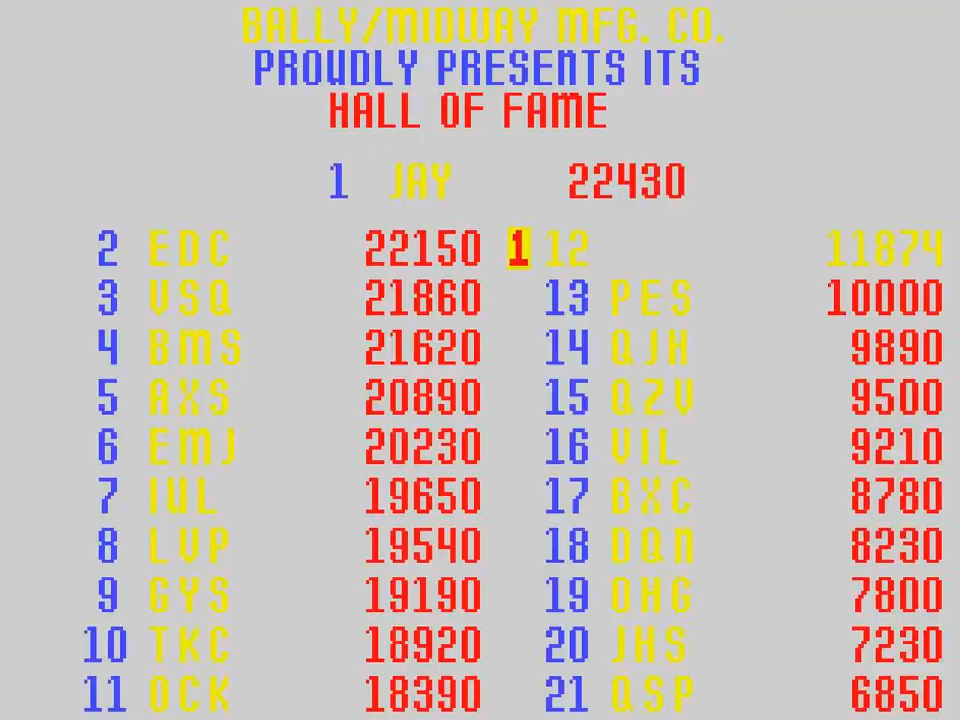 BALLY/MIDWAY MFG. CO.
PROUDLY PRESENTS ITS
HALL OF FAME
1 JAY 22430
2 EDC 22150 1 12 11874
3 VSQ 21860 13 PES 10000
4 BMS 21620 14 QJH 9890
5 AXS 20890 15 QZV 9500
6 EMJ 20230 16 VIL 9210
7 IUL 19650 17 BXC 8780
8 LVP 19540 18 DQN 8230
9 GYS 19190 19 OHG 7800
10 TKC 18920 20 JHS 7230
11 OCK 18390 21 QSP 6850